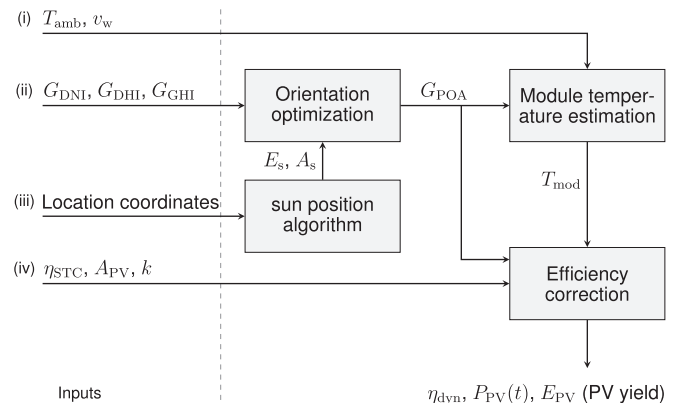 (i) T_amb, v_w
(ii) G_DNI, G_DHI, G_GHI
Orientation
optimization
G_POA
Module temper-
ature estimation
E_s, A_s
T_mod
(iii) Location coordinates
sun position
algorithm
(iv) η_STC, A_PV, k
Efficiency
correction
Inputs
η_dyn, P_PV(t), E_PV (PV yield)